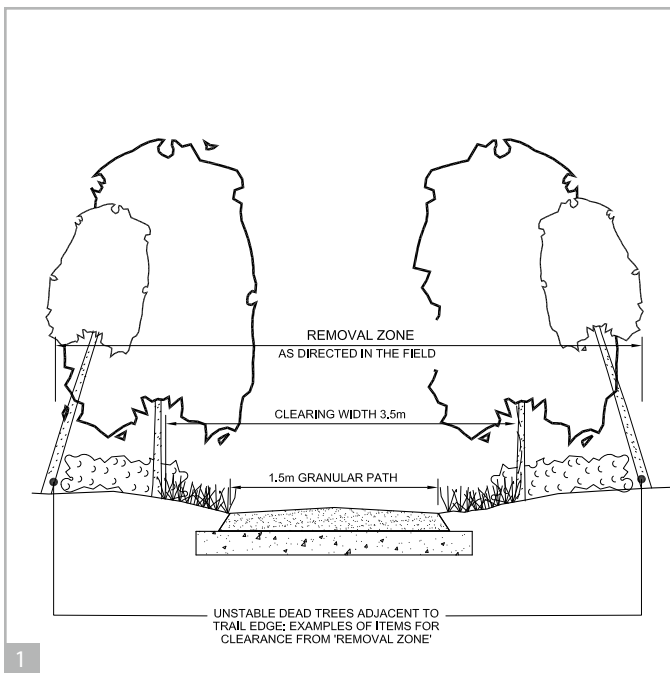 REMOVAL ZONE
AS DIRECTED IN THE FIELD
CLEARING WIDTH 3.5m
1.5m GRANULAR PATH
UNSTABLE DEAD TREES ADJACENT TO
TRAIL EDGE; EXAMPLES OF ITEMS FOR
CLEARANCE FROM 'REMOVAL ZONE'
1